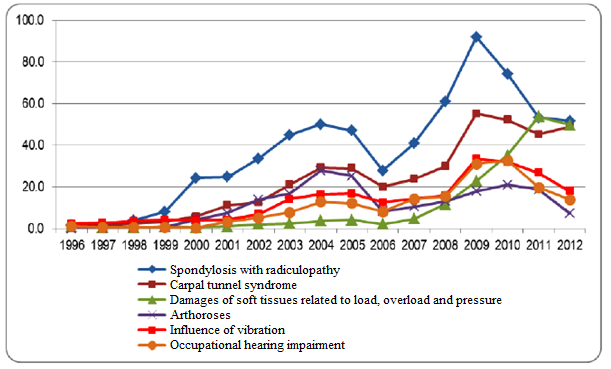 100.0
80.0
60.0
40.0
20.0
0.0
1996 1997 1998 1999 2000 2001 2002 2003 2004 2005 2006 2007 2008 2009 2010 2011 2012
Spondylosis with radiculopathy
Carpal tunnel syndrome
Damages of soft tissues related to load, overload and pressure
Arthoroses
Influence of vibration
Occupational hearing impairment